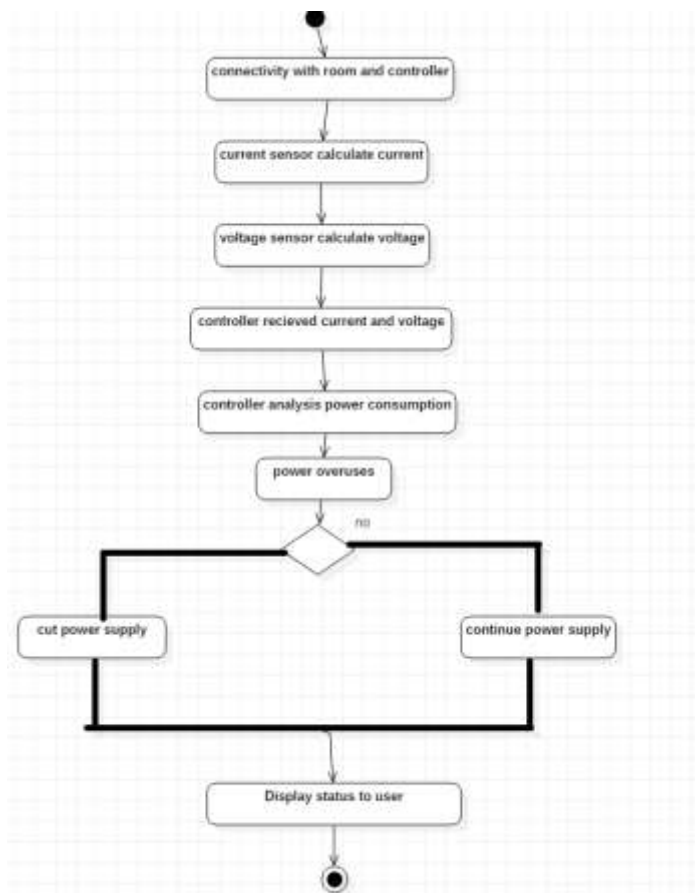 connectivity with room and controller
current sensor calculate current
voltage sensor calculate voltage
controller recieved current and voltage
controller analysis power consumption
power overuses
no
cut power supply
continue power supply
Display status to user